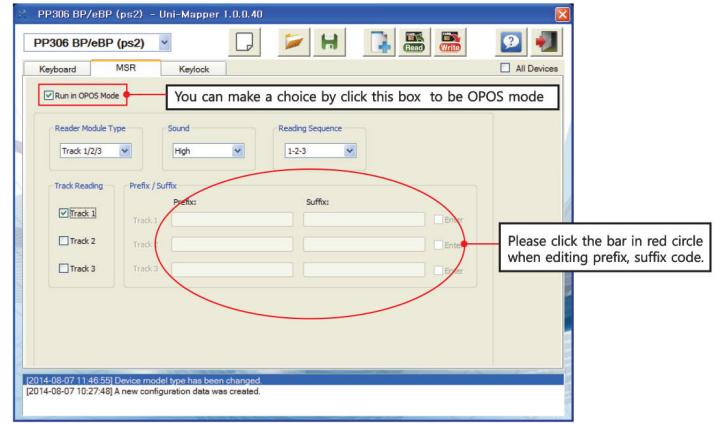 PP306 BP/eBP (ps2) - Uni-Mapper 1.0.0.40
PP306 BP/eBP (ps2)
Read
Write
?
Keyboard
MSR
Keylock
All Devices
Run in OPOS Mode
You can make a choice by click this box to be OPOS mode
Reader Module Type
Sound
Reading Sequence
Track 1/2/3
High
1-2-3
Track Reading
Prefix / Suffix
Prefix:
Suffix:
Track 1
Track 1
Enter
Track 2
Track 2
Enter
Track 3
Track 3
Enter
Please click the bar in red circle
when editing prefix, suffix code.
[2014-08-07 11:46:55] Device model type has been changed.
[2014-08-07 10:27:48] A new configuration data was created.